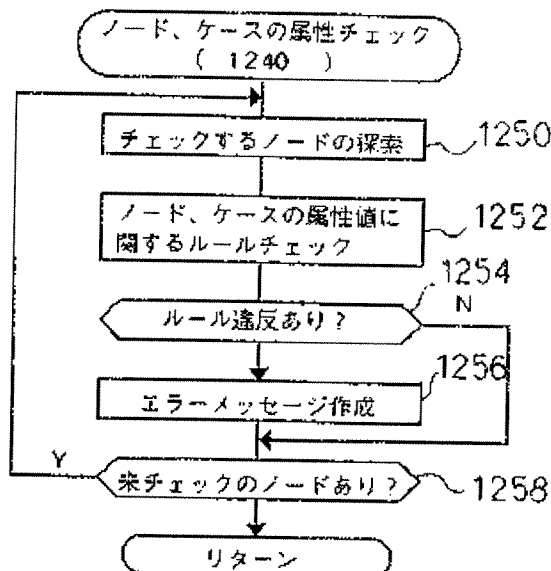 ノード、ケースの属性チェック
( 1240 )
チェックするノードの探索
1250
ノード、ケースの属性値に
関するルールチェック
1252
1254
ルール違反あり?
N
1256
エラーメッセージ作成
Y
未チェックのノードあり?
1258
リターン